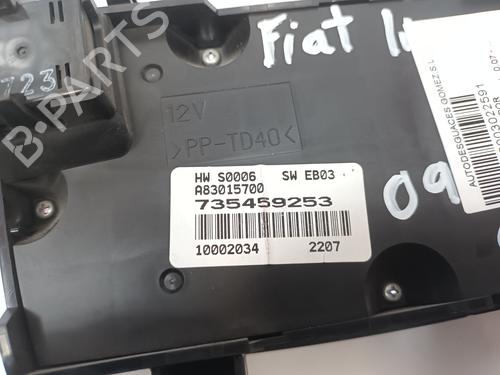 Fiat
723
12V
>PP-TD40<
HW S0006 SW EB03
A83015700
735459253
10002034 2207
09
AUTODESGUACES GOMEZ S.L
B-PARTS